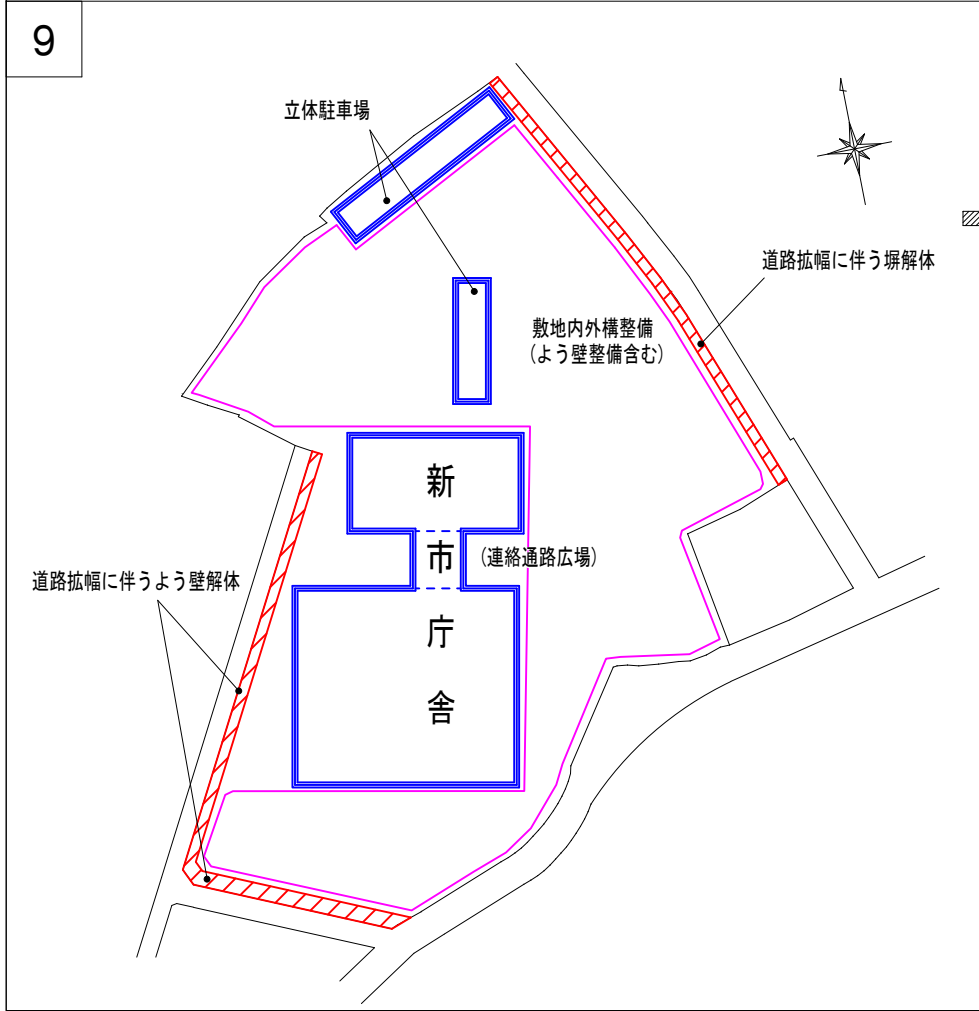 9
立体駐車場
道路拡幅に伴う塀解体
敷地内外構整備
(よう壁整備含む)
新
市
(連絡通路広場)
道路拡幅に伴うよう壁解体
庁
舎